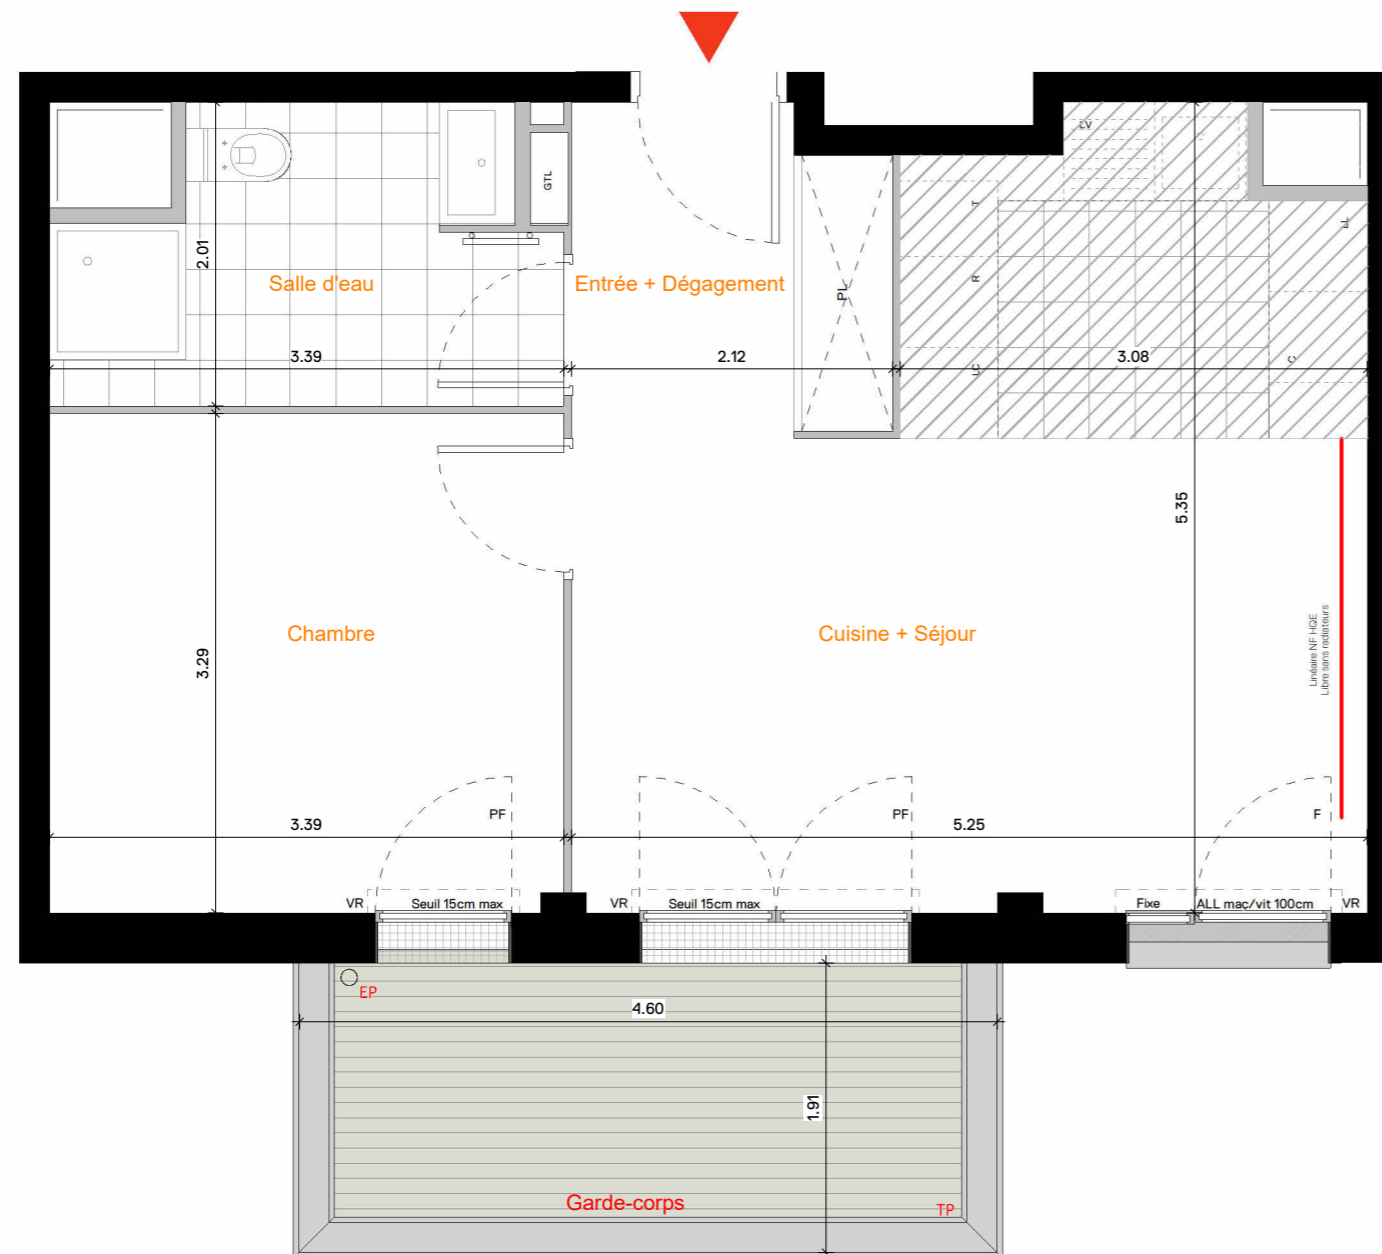 LV
GTL
T
LL
2.01
Salle d'eau
Entrée + Dégagement
R
PL
3.39
2.12
3.08
LC
C
5.35
Chambre
Cuisine + Séjour
Linéaire NF HQE
Libre sans radiateurs
3.29
PF
PF
F
3.39
5.25
VR
Seuil 15cm max
VR
Seuil 15cm max
Fixe
ALL maç/vit 100cm
VR
EP
4.60
1.91
Garde-corps
TP